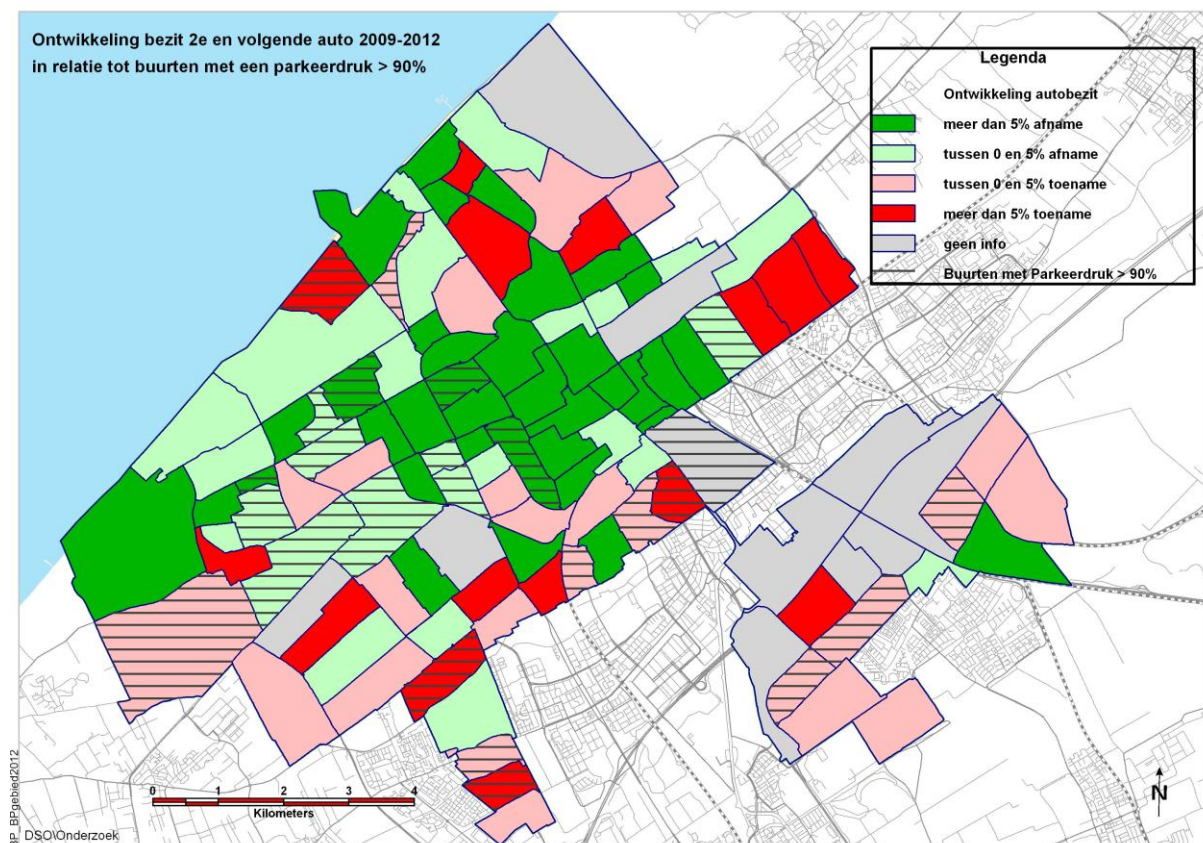 Ontwikkeling bezit 2e en volgende auto 2009-2012
in relatie tot buurten met een parkeerdruk > 90%
Legenda
Ontwikkeling autobezit
meer dan 5% afname
tussen 0 en 5% afname
tussen 0 en 5% toename
meer dan 5% toename
geen info
Buurten met Parkeerdruk > 90%
0 1 2 3 4
Kilometers
N
DSO\Onderzoek